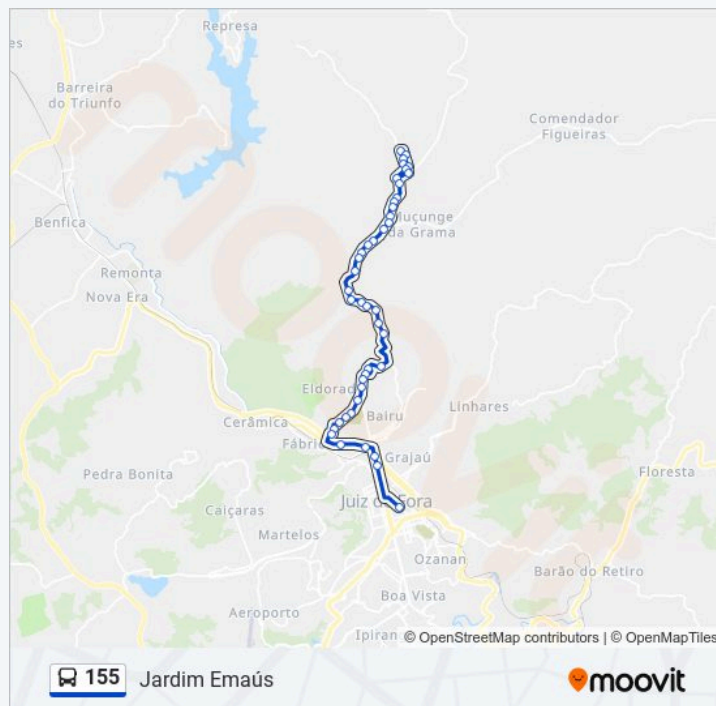 Represa
Barreira
do Triunfo
Comendador
Figueiras
Muçunge
da Grama
Benfica
Remonta
Nova Era
Eldorad
Linhares
Bairu
Cerâmica
Fábri
Grajaú
Floresta
Pedra Bonita
Caiçaras
Juiz de Fora
Martelos
Ozanan
Barão do Retiro
Boa Vista
Aeroporto
Ipiran
© OpenStreetMap contributors | © OpenMapTiles
155 Jardim Emaús
moovit